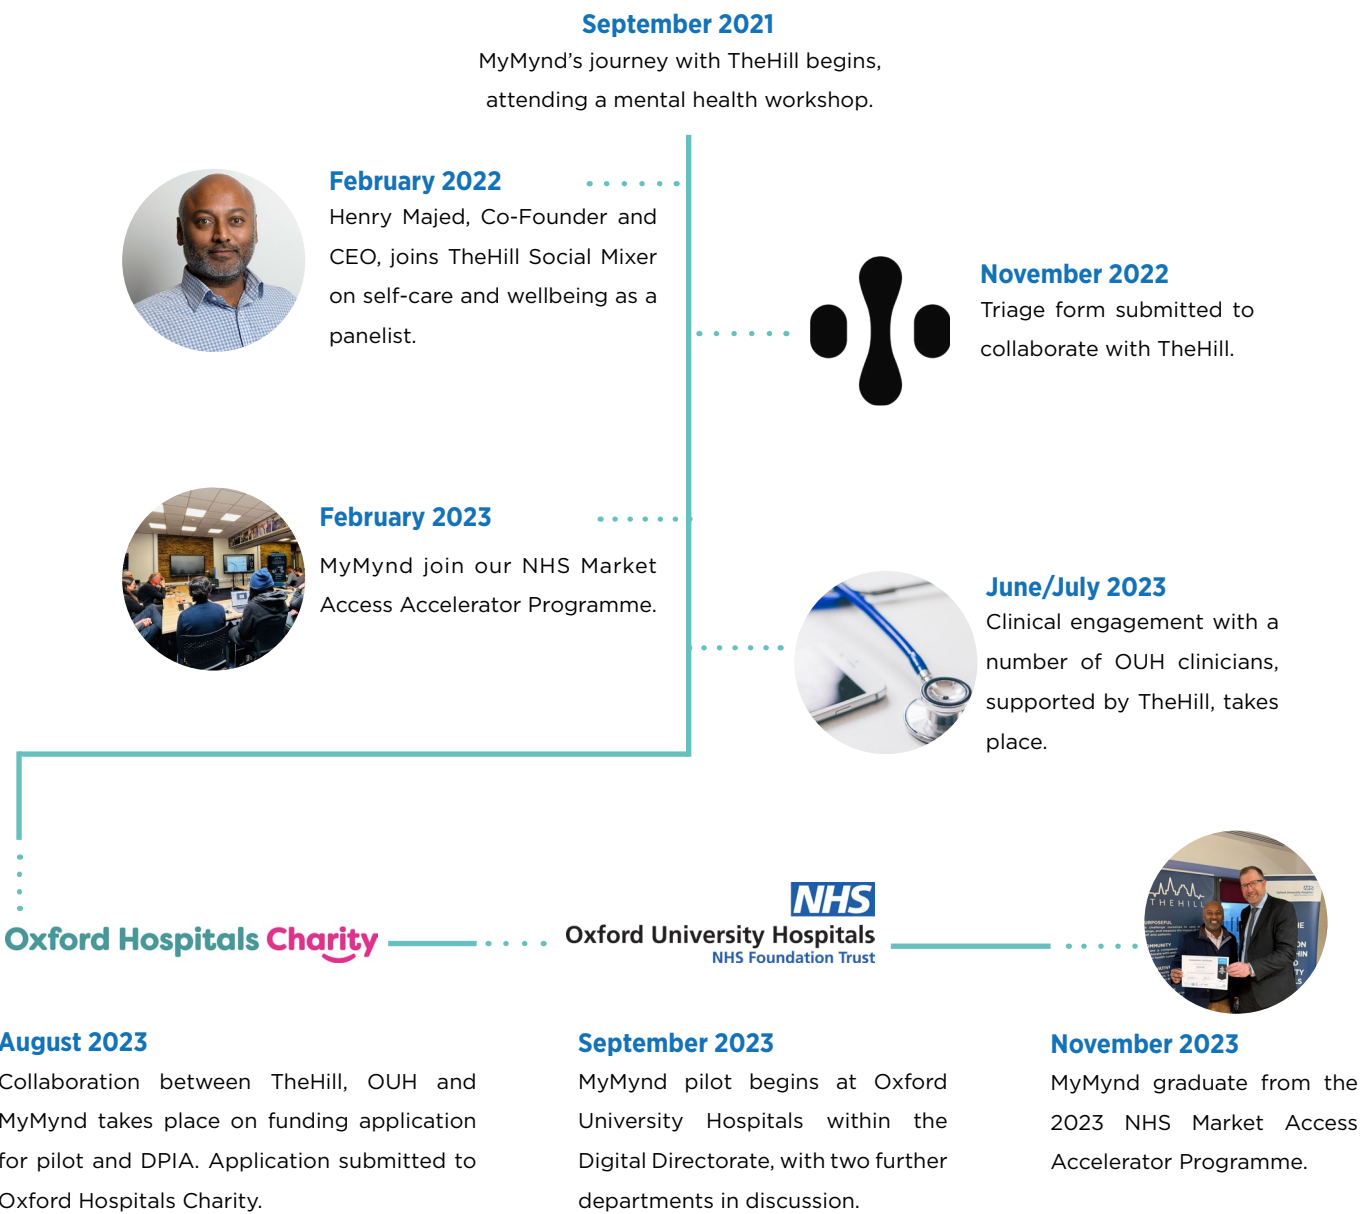 September 2021
MyMynd’s journey with TheHill begins,
attending a mental health workshop.
February 2022
Henry Majed, Co-Founder and
CEO, joins TheHill Social Mixer
on self-care and wellbeing as a
panelist.
November 2022
Triage form submitted to
collaborate with TheHill.
February 2023
MyMynd join our NHS Market
Access Accelerator Programme.
June/July 2023
Clinical engagement with a
number of OUH clinicians,
supported by TheHill, takes
place.
Oxford Hospitals Charity
NHS
Oxford University Hospitals
NHS Foundation Trust
THEHILL
August 2023
Collaboration between TheHill, OUH and
MyMynd takes place on funding application
for pilot and DPIA. Application submitted to
Oxford Hospitals Charity.
September 2023
MyMynd pilot begins at Oxford
University Hospitals within the
Digital Directorate, with two further
departments in discussion.
November 2023
MyMynd graduate from the
2023 NHS Market Access
Accelerator Programme.